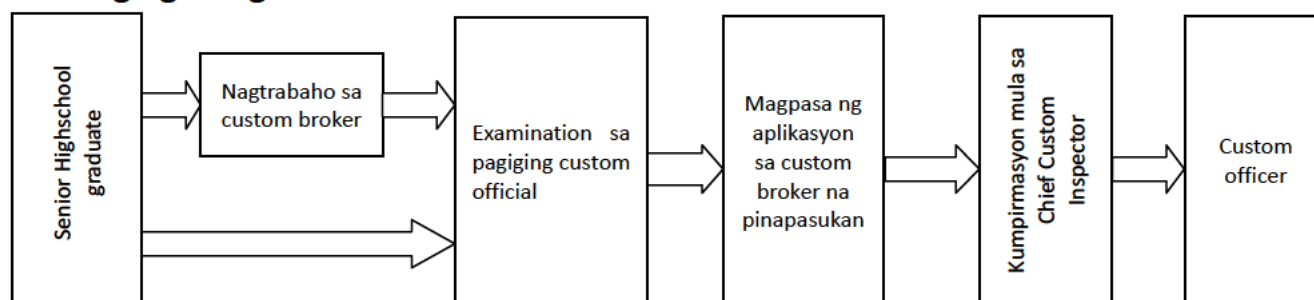 Senior Highschool
graduate
Nagtrabaho sa
custom broker
Examination sa
pagiging custom
official
Magpasa ng
aplikasyon
sa custom
broker na
pinapasukan
Kumpirmasyon mula sa
Chief Custom
Inspector
Custom
officer